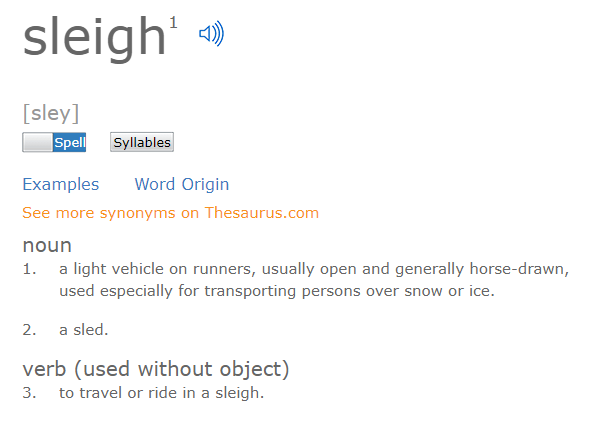 sleigh1
[sley]
Spell Syllables
Examples Word Origin
See more synonyms on Thesaurus.com
noun
1. a light vehicle on runners, usually open and generally horse-drawn,
used especially for transporting persons over snow or ice.
2. a sled.
verb (used without object)
3. to travel or ride in a sleigh.